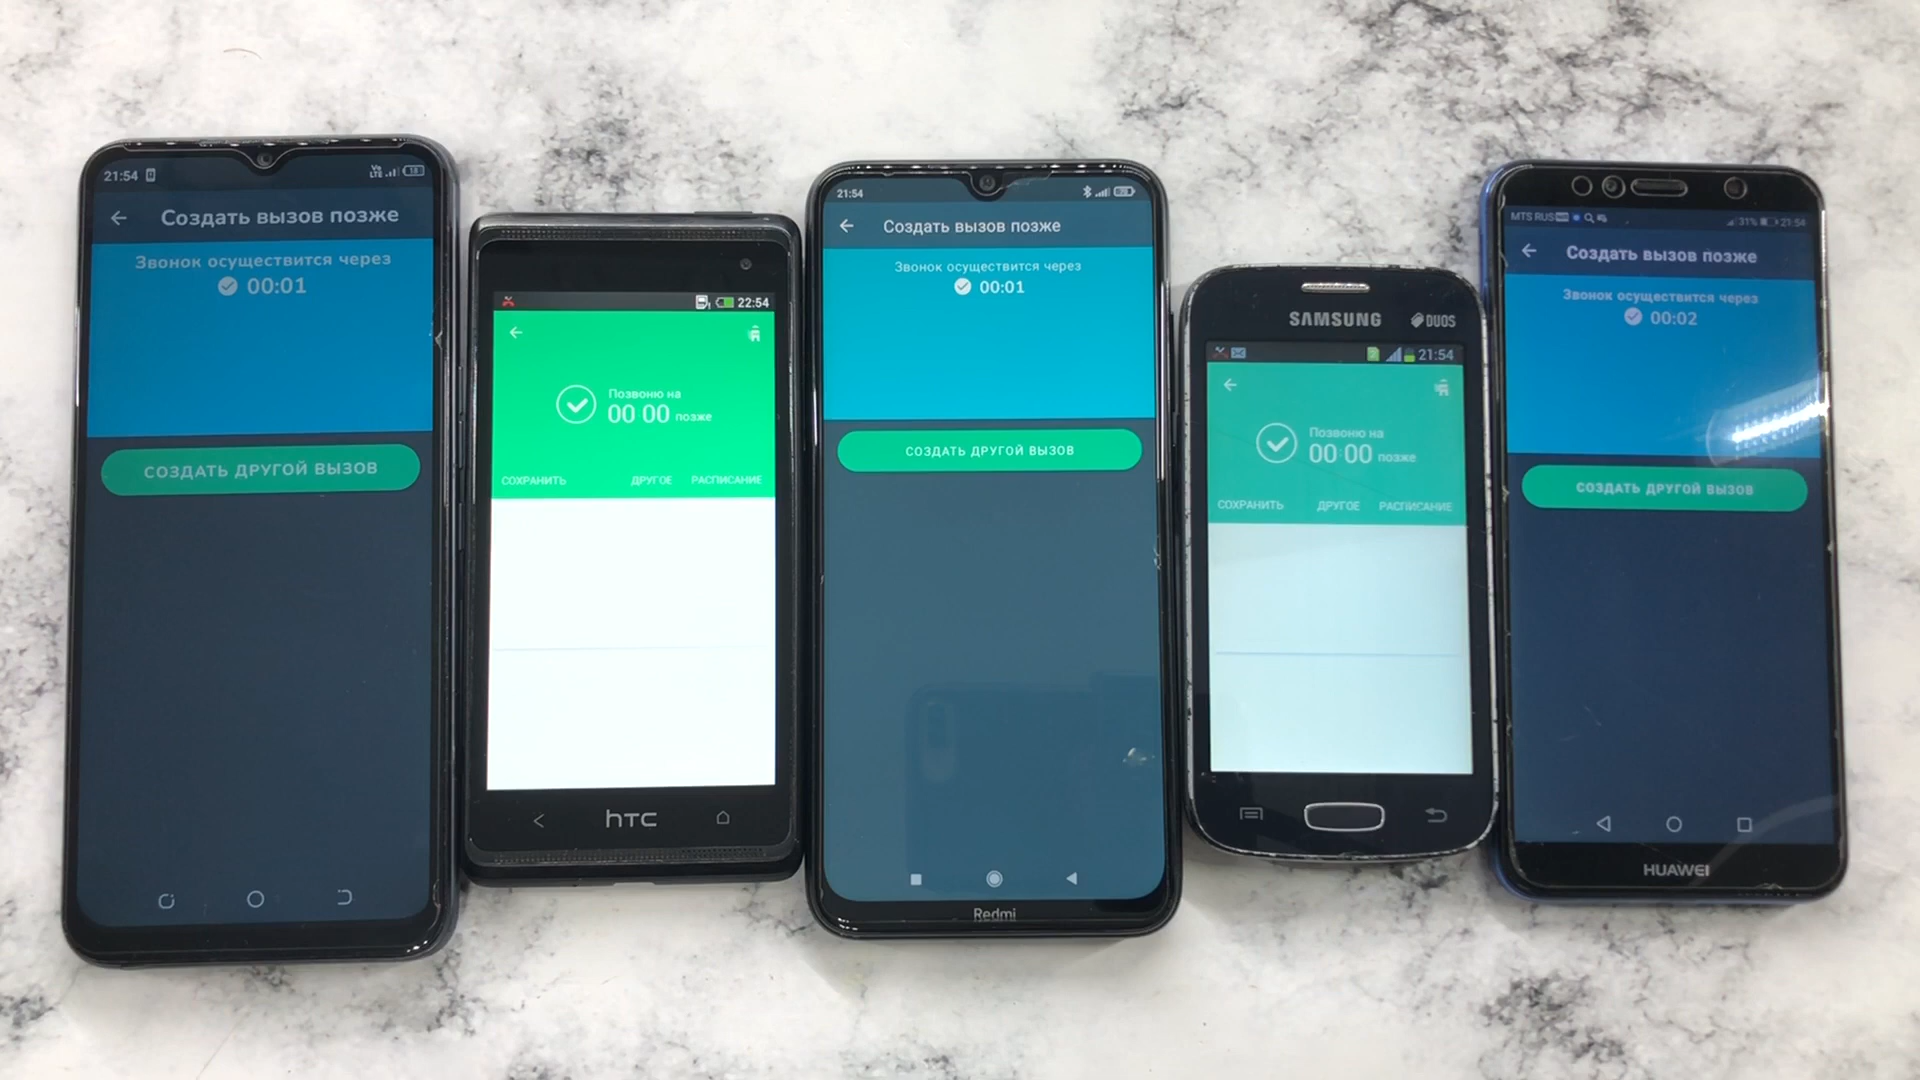 21:54
Vo LTE
18
Создать вызов позже
Звонок осуществится через
00:01
СОЗДАТЬ ДРУГОЙ ВЫЗОВ
22:54
Позвоню на
00:00 позже
СОХРАНИТЬ ДРУГОЕ РАСПИСАНИЕ
hTC
21:54
Создать вызов позже
Звонок осуществится через
00:01
СОЗДАТЬ ДРУГОЙ ВЫЗОВ
Redmi
SAMSUNG DUOS
21:54
Позвоню на
00:00 позже
СОХРАНИТЬ ДРУГОЕ РАСПИСАНИЕ
MTS RUS 31% 21:54
Создать вызов позже
Звонок осуществится через
00:02
СОЗДАТЬ ДРУГОЙ ВЫЗОВ
HUAWEI